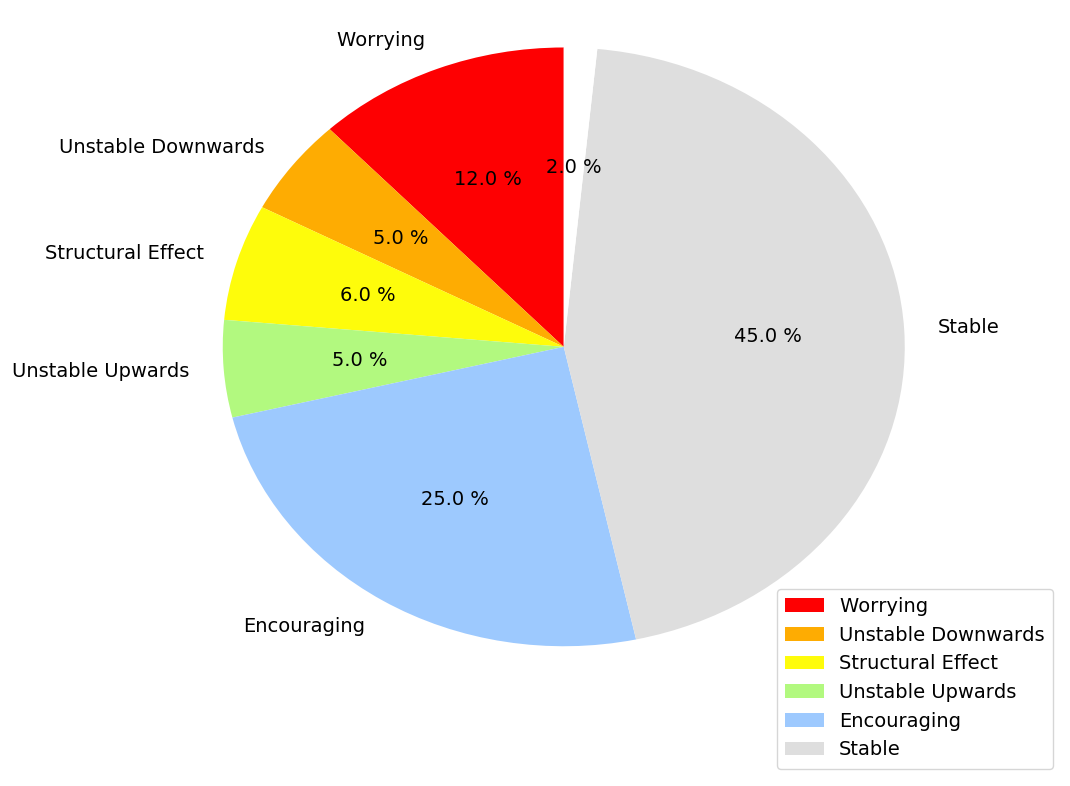 Worrying
Unstable Downwards
Structural Effect
Unstable Upwards
Encouraging
Stable
12.0 %
2.0 %
5.0 %
6.0 %
5.0 %
25.0 %
45.0 %
Worrying
Unstable Downwards
Structural Effect
Unstable Upwards
Encouraging
Stable